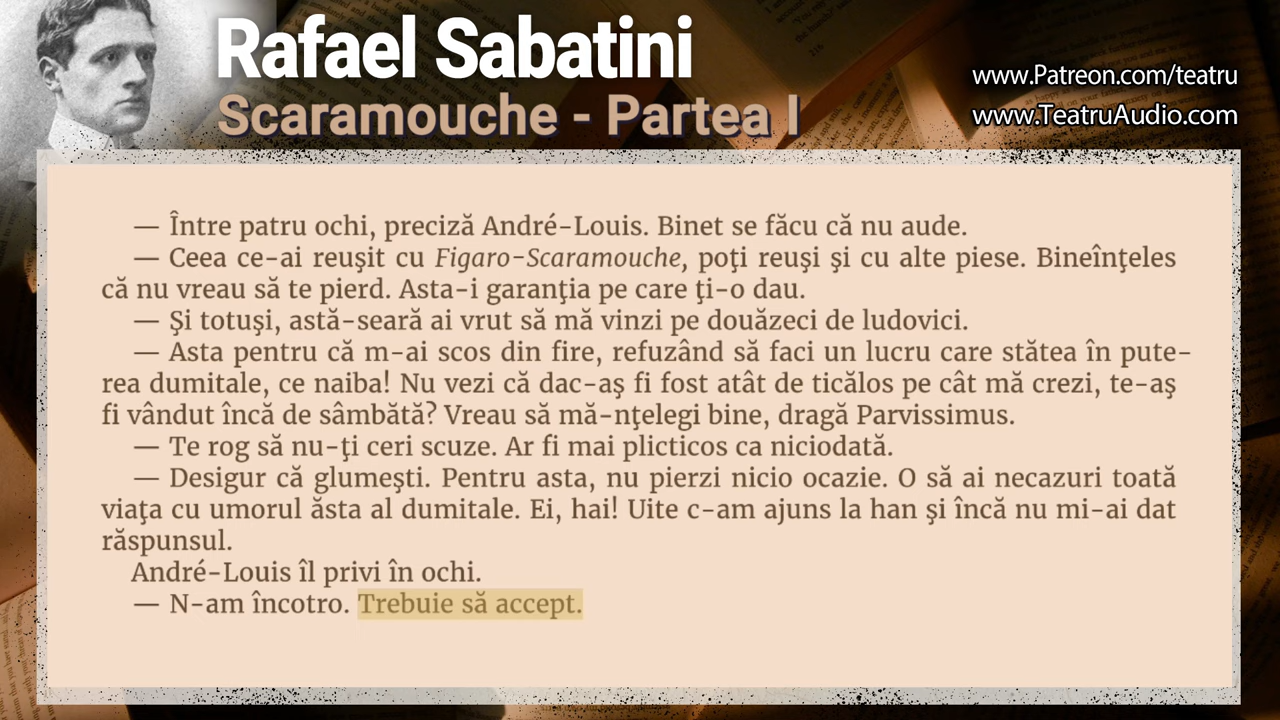 Rafael Sabatini
Scaramouche - Partea I
www.Patreon.com/teatru
www.TeatruAudio.com
— Între patru ochi, preciză André-Louis. Binet se făcu că nu aude.
— Ceea ce-ai reuşit cu Figaro-Scaramouche, poţi reuşi şi cu alte piese. Bineînţeles
că nu vreau să te pierd. Asta-i garanţia pe care ţi-o dau.
— Şi totuşi, astă-seară ai vrut să mă vinzi pe douăzeci de ludovici.
— Asta pentru că m-ai scos din fire, refuzând să faci un lucru care stătea în pute-
rea dumitale, ce naiba! Nu vezi că dac-aş fi fost atât de ticălos pe cât mă crezi, te-aş
fi vândut încă de sâmbătă? Vreau să mă-nţelegi bine, dragă Parvissimus.
— Te rog să nu-ţi ceri scuze. Ar fi mai plicticos ca niciodată.
— Desigur că glumeşti. Pentru asta, nu pierzi nicio ocazie. O să ai necazuri toată
viaţa cu umorul ăsta al dumitale. Ei, hai! Uite c-am ajuns la han şi încă nu mi-ai dat
răspunsul.
André-Louis îl privi în ochi.
— N-am încotro. Trebuie să accept.